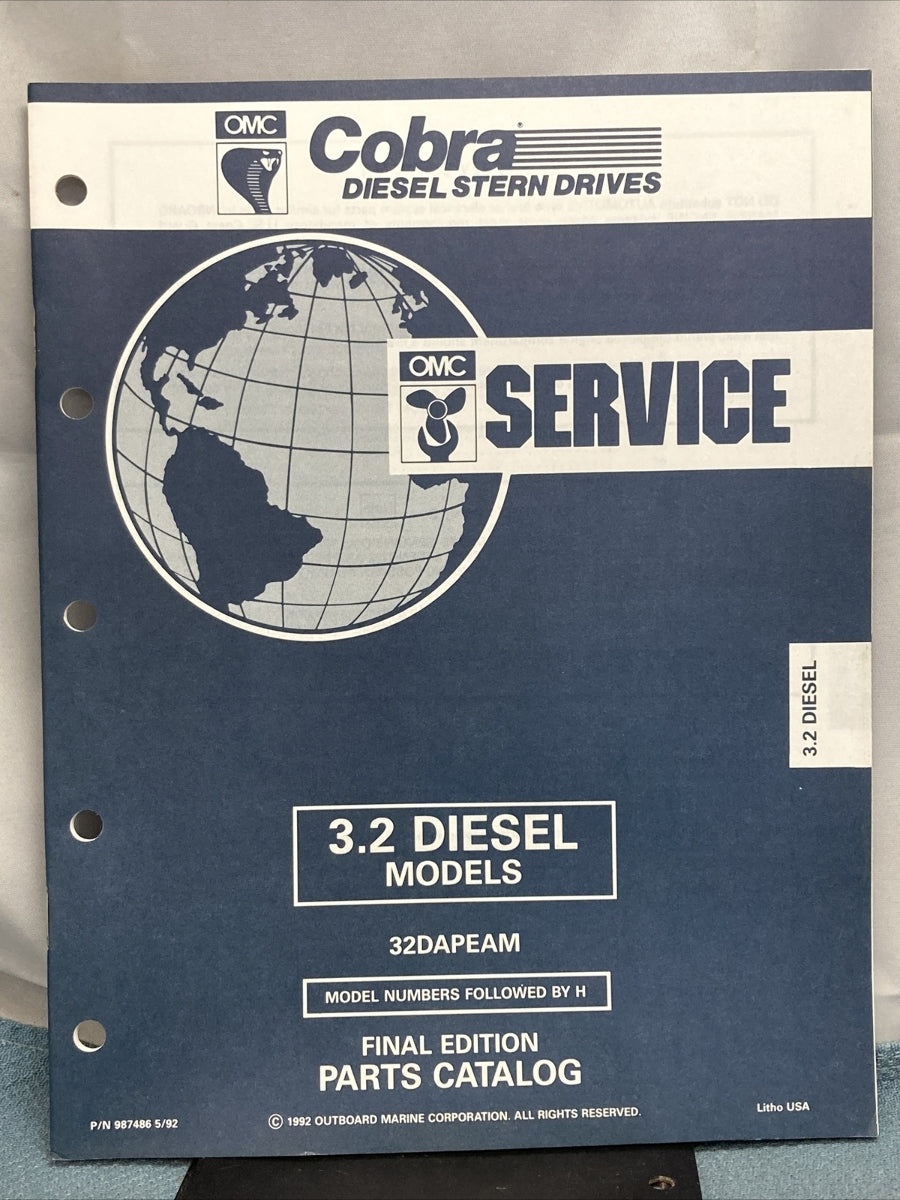 OMC
Cobra®
DIESEL STERN DRIVES
OMC
SERVICE
3.2 DIESEL
3.2 DIESEL
MODELS
32DAPEAM
MODEL NUMBERS FOLLOWED BY H
FINAL EDITION
PARTS CATALOG
P/N 987486 5/92
© 1992 OUTBOARD MARINE CORPORATION. ALL RIGHTS RESERVED.
Litho USA